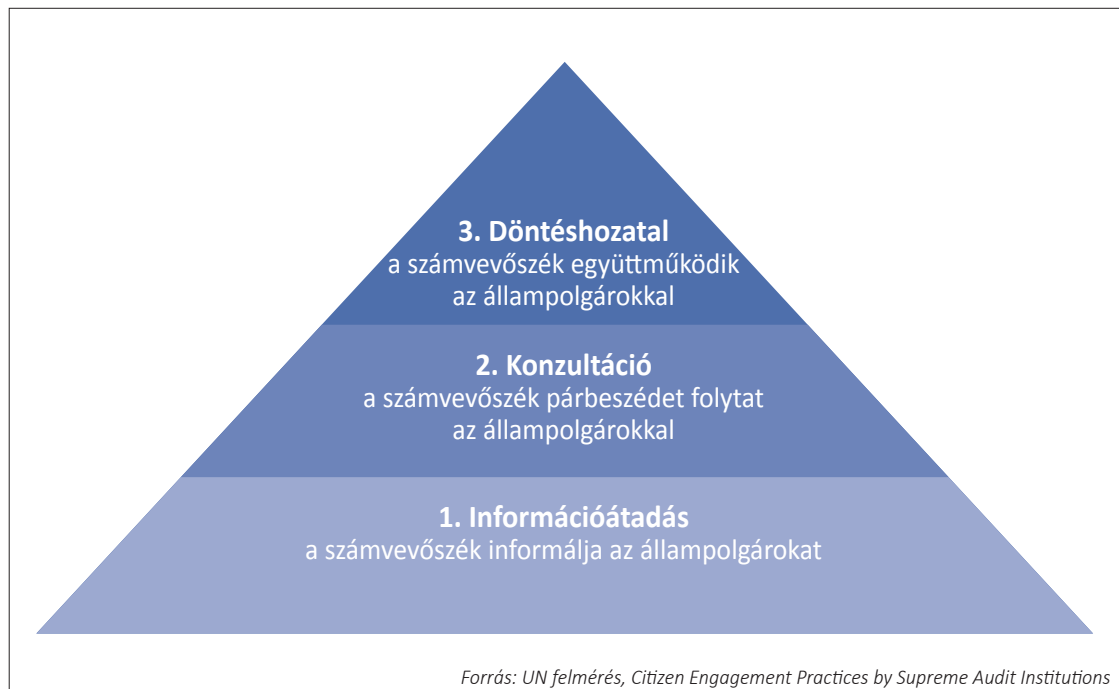 3. Döntéshozatal
a számvevőszék együttműködik
az állampolgárokkal
2. Konzultáció
a számvevőszék párbeszédet folytat
az állampolgárokkal
1. Információátadás
a számvevőszék informálja az állampolgárokat
Forrás: UN felmérés, Citizen Engagement Practices by Supreme Audit Institutions